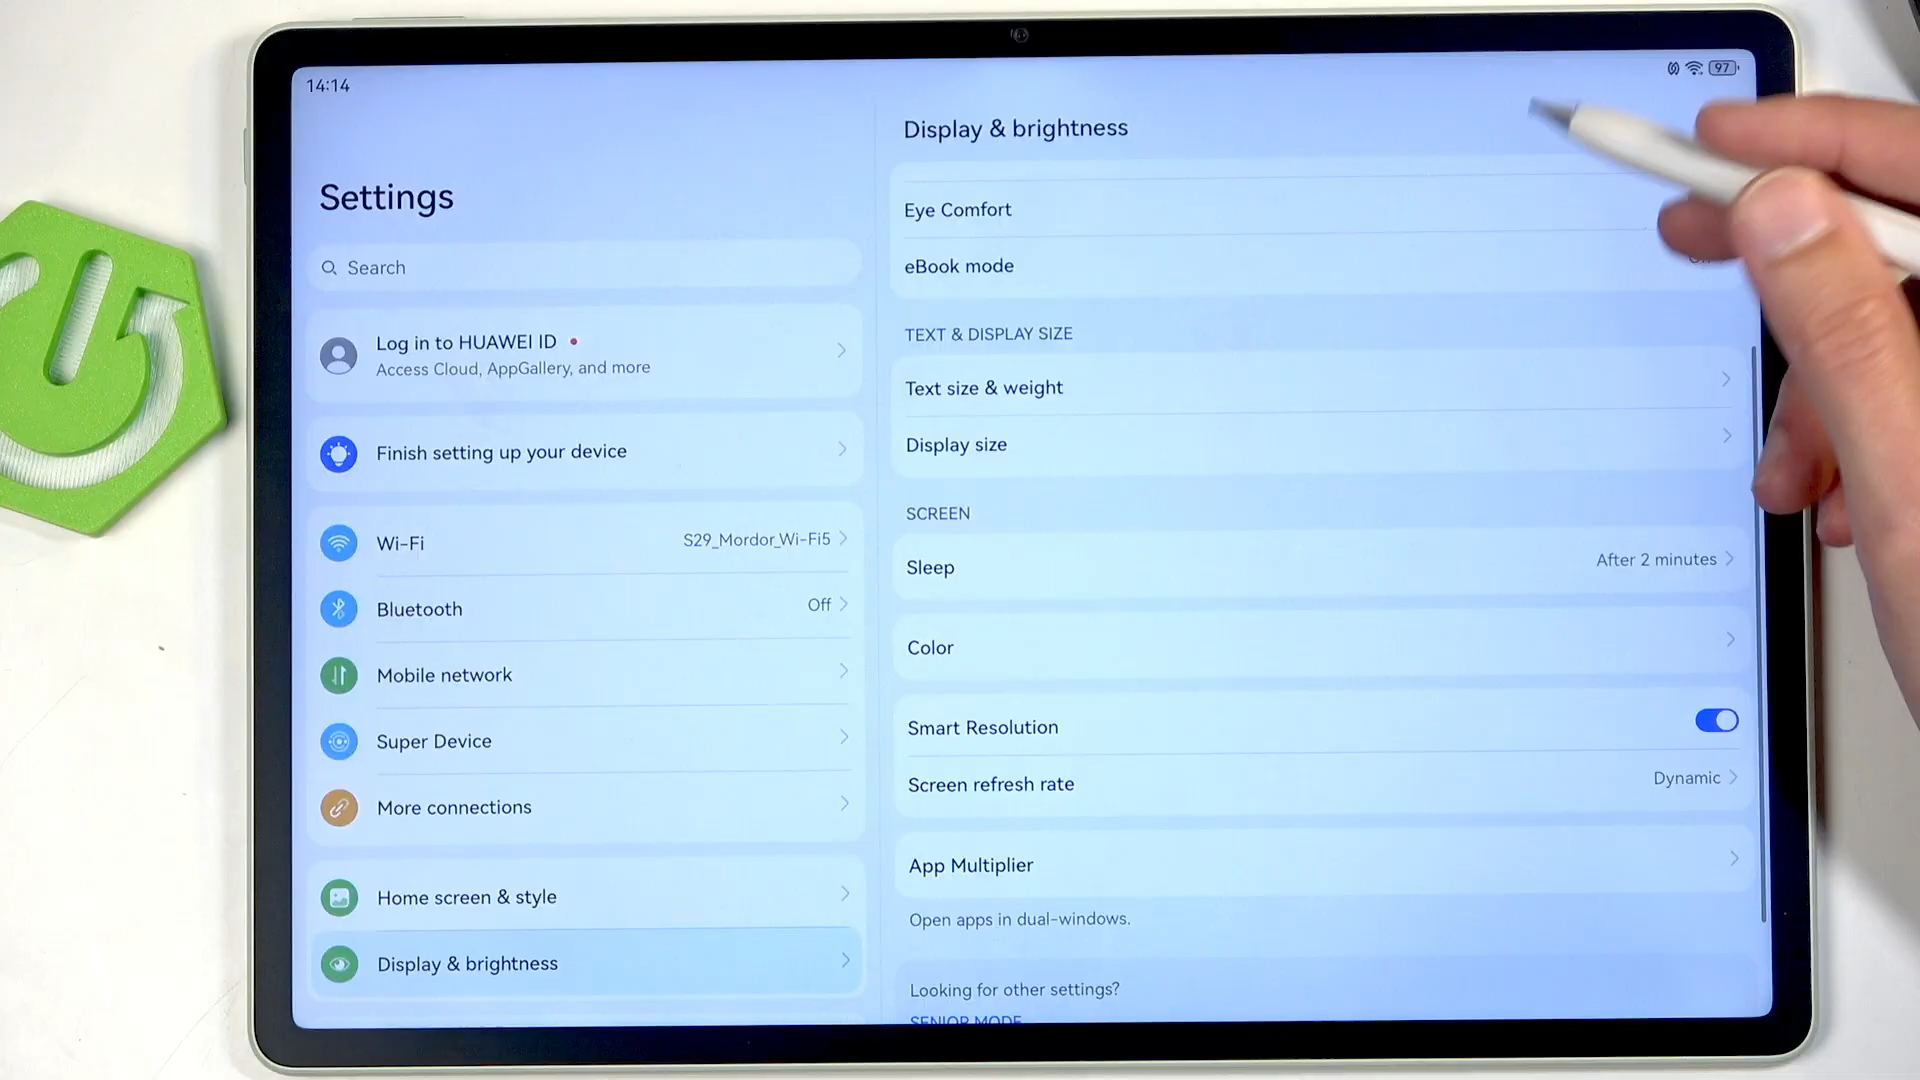 14:14
97
Settings
Search
Log in to HUAWEI ID
Access Cloud, AppGallery, and more
Finish setting up your device
Wi-Fi
S29_Mordor_Wi-Fi5
Bluetooth
Off
Mobile network
Super Device
More connections
Home screen & style
Display & brightness
Display & brightness
Eye Comfort
eBook mode
TEXT & DISPLAY SIZE
Text size & weight
Display size
SCREEN
Sleep
After 2 minutes
Color
Smart Resolution
Screen refresh rate
Dynamic
App Multiplier
Open apps in dual-windows.
Looking for other settings?
SENIOR MODE